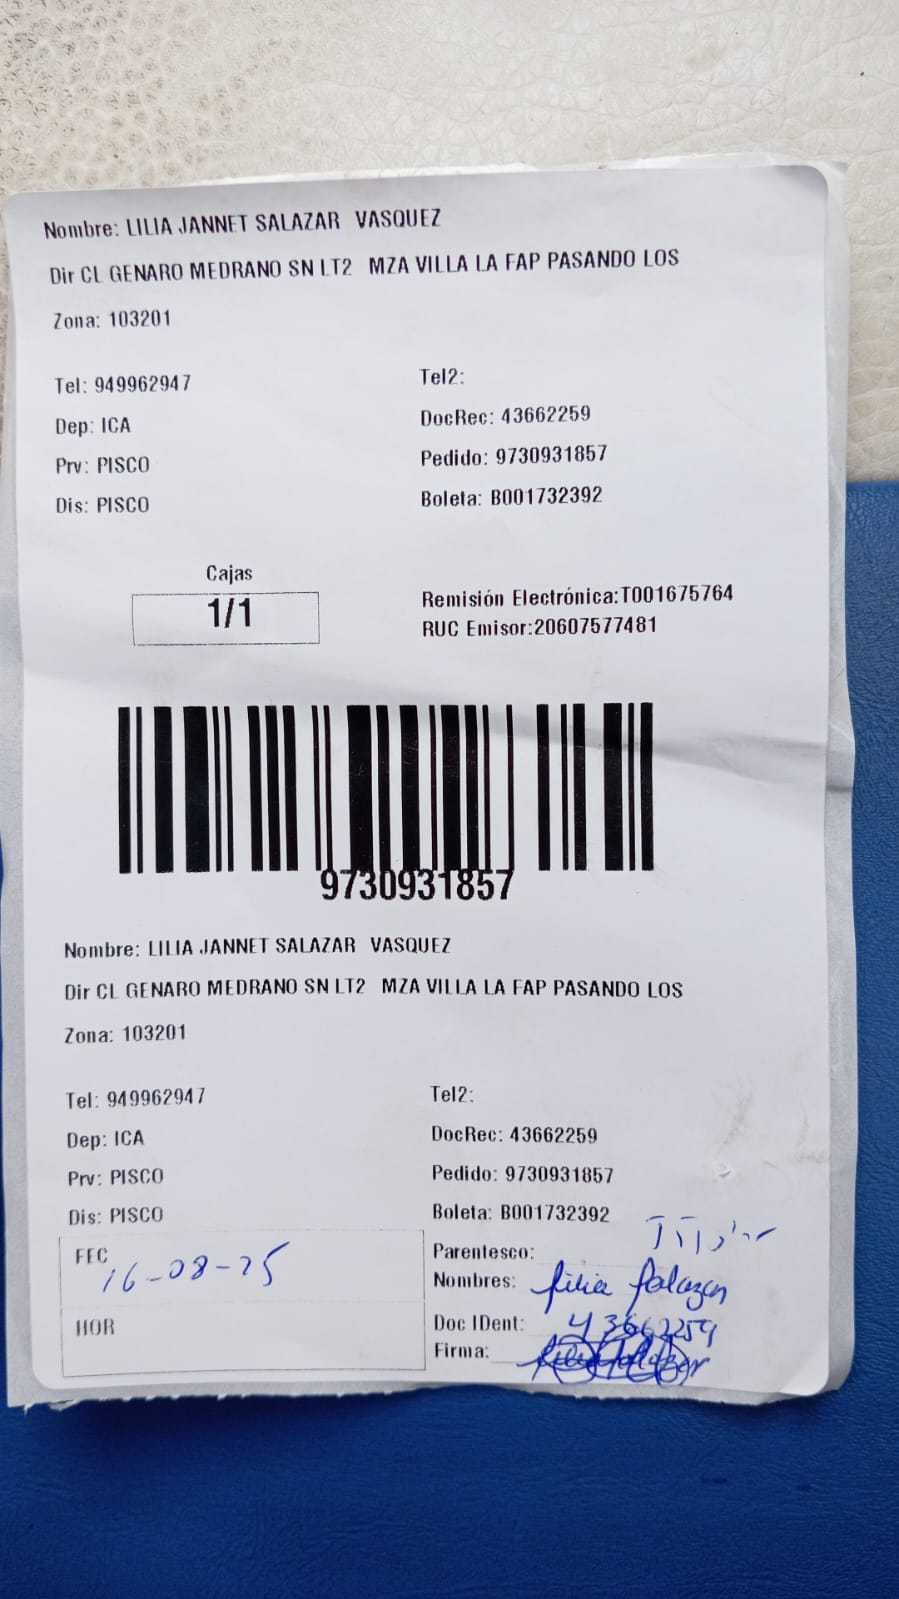 Nombre: LILIA JANNET SALAZAR VASQUEZ
Dir CL GENARO MEDRANO SN LT2 MZA VILLA LA FAP PASANDO LOS
Zona: 103201
Tel: 949962947 Tel2:
Dep: ICA DocRec: 43662259
Prv: PISCO Pedido: 9730931857
Dis: PISCO Boleta: B001732392
Cajas
1/1
Remisión Electrónica:T001675764
RUC Emisor:20607577481
9730931857
Nombre: LILIA JANNET SALAZAR VASQUEZ
Dir CL GENARO MEDRANO SN LT2 MZA VILLA LA FAP PASANDO LOS
Zona: 103201
Tel: 949962947 Tel2:
Dep: ICA DocRec: 43662259
Prv: PISCO Pedido: 9730931857
Dis: PISCO Boleta: B001732392
FEC 16-08-25
HOR
Parentesco:
Nombres: Lilia Salazar
Doc IDent: 43662259
Firma: